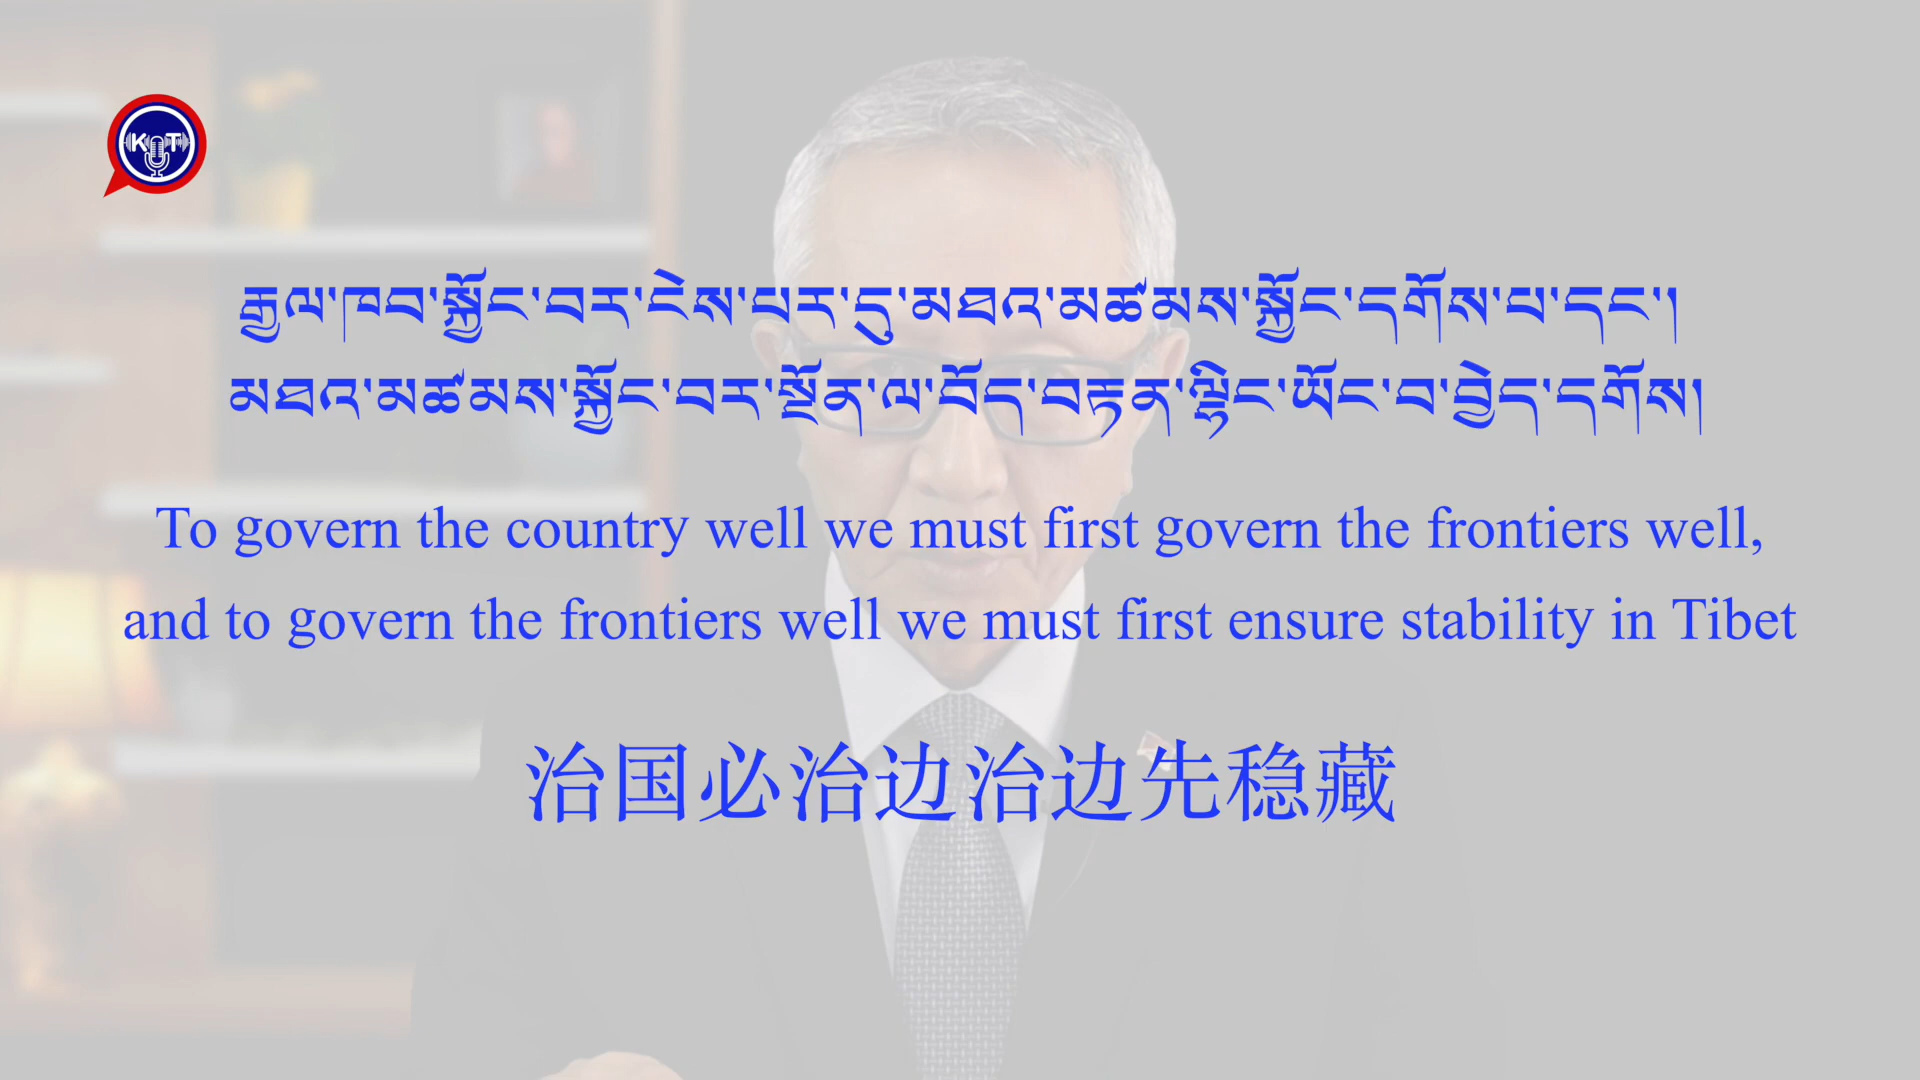 KT
རྒྱལ་ཁབ་སྐྱོང་བར་ངེས་པར་དུ་མཐའ་མཚམས་སྐྱོང་དགོས་པ་དང་།
མཐའ་མཚམས་སྐྱོང་བར་སྔོན་ལ་བོད་བརྟན་ལྷིང་ཡོང་བ་བྱེད་དགོས།
To govern the country well we must first govern the frontiers well,
and to govern the frontiers well we must first ensure stability in Tibet
治国必治边治边先稳藏